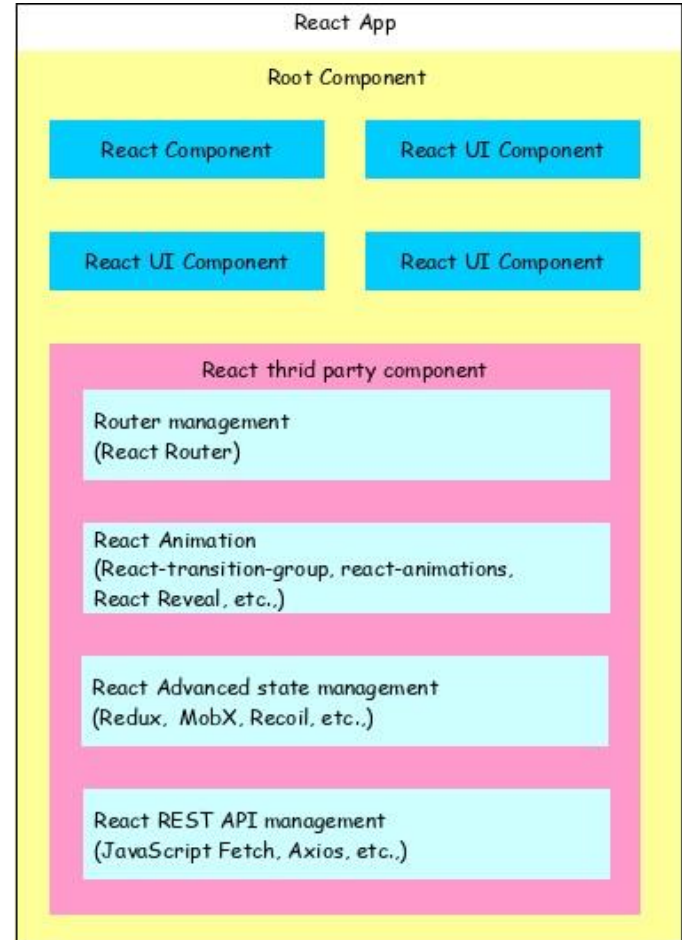 React App
Root Component
React Component
React UI Component
React UI Component
React UI Component
React thrid party component
Router management
(React Router)
React Animation
(React-transition-group, react-animations,
React Reveal, etc.,)
React Advanced state management
(Redux, MobX, Recoil, etc.,)
React REST API management
(JavaScript Fetch, Axios, etc.,)